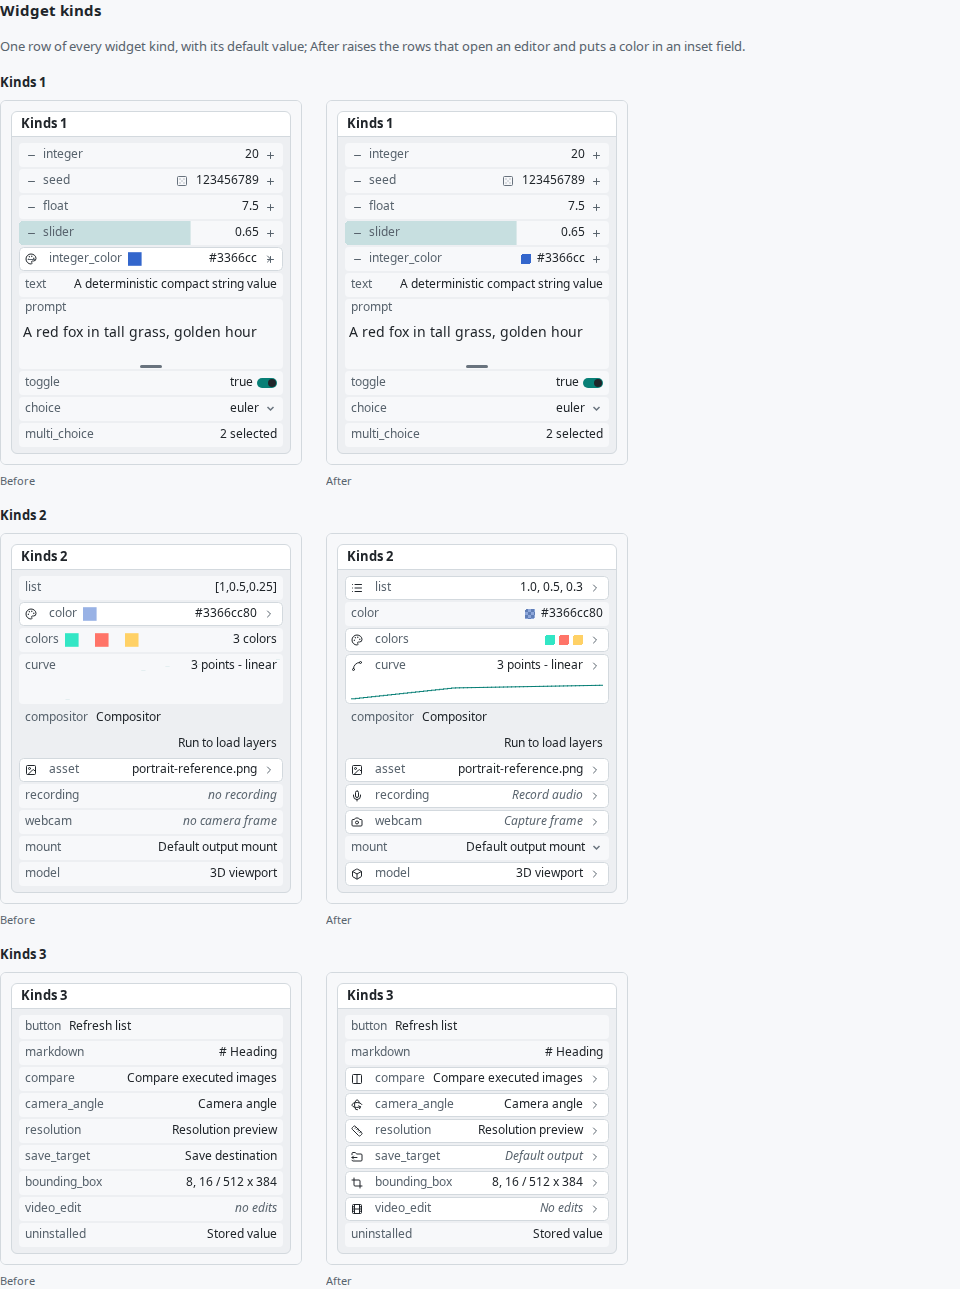 Widget kinds
One row of every widget kind, with its default value; After raises the rows that open an editor and puts a color in an inset field.
Kinds 1
Kinds 1
− integer 20 +
− seed 123456789 +
− float 7.5 +
− slider 0.65 +
integer_color #3366cc +
text A deterministic compact string value
prompt
A red fox in tall grass, golden hour
toggle true
choice euler
multi_choice 2 selected
Before
Kinds 1
− integer 20 +
− seed 123456789 +
− float 7.5 +
− slider 0.65 +
− integer_color #3366cc +
text A deterministic compact string value
prompt
A red fox in tall grass, golden hour
toggle true
choice euler
multi_choice 2 selected
After
Kinds 2
Kinds 2
list [1,0.5,0.25]
color #3366cc80
colors 3 colors
curve 3 points - linear
compositor Compositor
Run to load layers
asset portrait-reference.png
recording no recording
webcam no camera frame
mount Default output mount
model 3D viewport
Before
Kinds 2
list 1.0, 0.5, 0.3
color #3366cc80
colors
curve 3 points - linear
compositor Compositor
Run to load layers
asset portrait-reference.png
recording Record audio
webcam Capture frame
mount Default output mount
model 3D viewport
After
Kinds 3
Kinds 3
button Refresh list
markdown # Heading
compare Compare executed images
camera_angle Camera angle
resolution Resolution preview
save_target Save destination
bounding_box 8, 16 / 512 x 384
video_edit no edits
uninstalled Stored value
Before
Kinds 3
button Refresh list
markdown # Heading
compare Compare executed images
camera_angle Camera angle
resolution Resolution preview
save_target Default output
bounding_box 8, 16 / 512 x 384
video_edit No edits
uninstalled Stored value
After